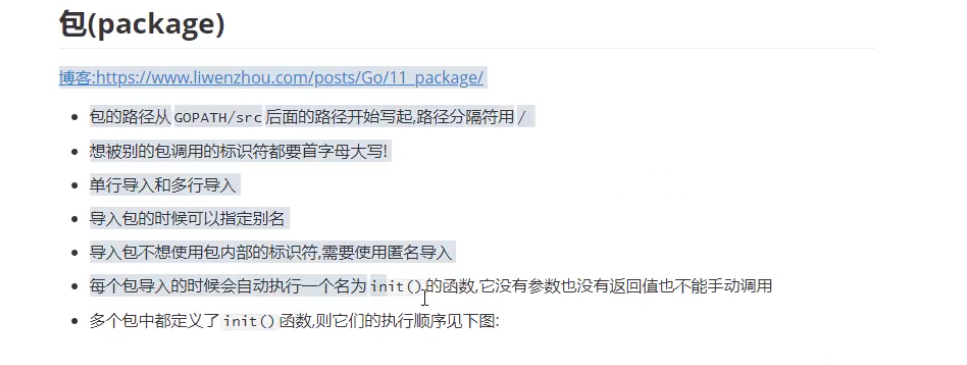 包(package)
博客:https://www.liwenzhou.com/posts/Go/11_package/
包的路径从 GOPATH/src 后面的路径开始写起,路径分隔符用 /
想被别的包调用的标识符都要首字母大写!
单行导入和多行导入
导入包的时候可以指定别名
导入包不想使用包内部的标识符,需要使用匿名导入
每个包导入的时候会自动执行一个名为 init() 的函数,它没有参数也没有返回值也不能手动调用
多个包中都定义了 init() 函数,则它们的执行顺序见下图: